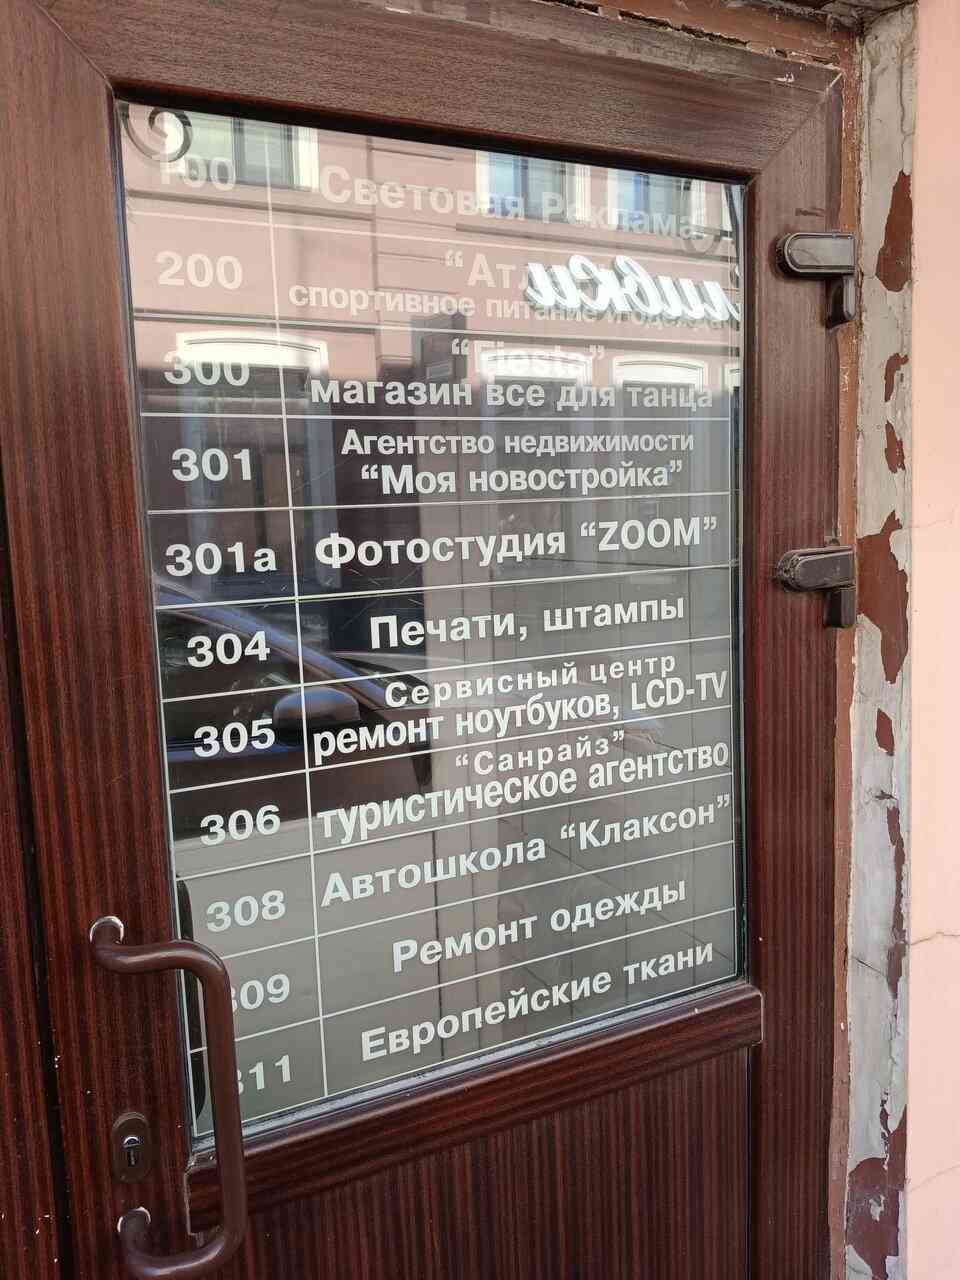 100 Световая Реклама
200
спортивное питание и одежда
300 "Fiesta"
магазин все для танца
301 Агентство недвижимости
"Моя новостройка"
301а Фотостудия "ZOOM"
304 Печати, штампы
305 Сервисный центр
ремонт ноутбуков, LCD-TV
306 "Санрайз"
туристическое агентство
308 Автошкола "Клаксон"
309 Ремонт одежды
311 Европейские ткани